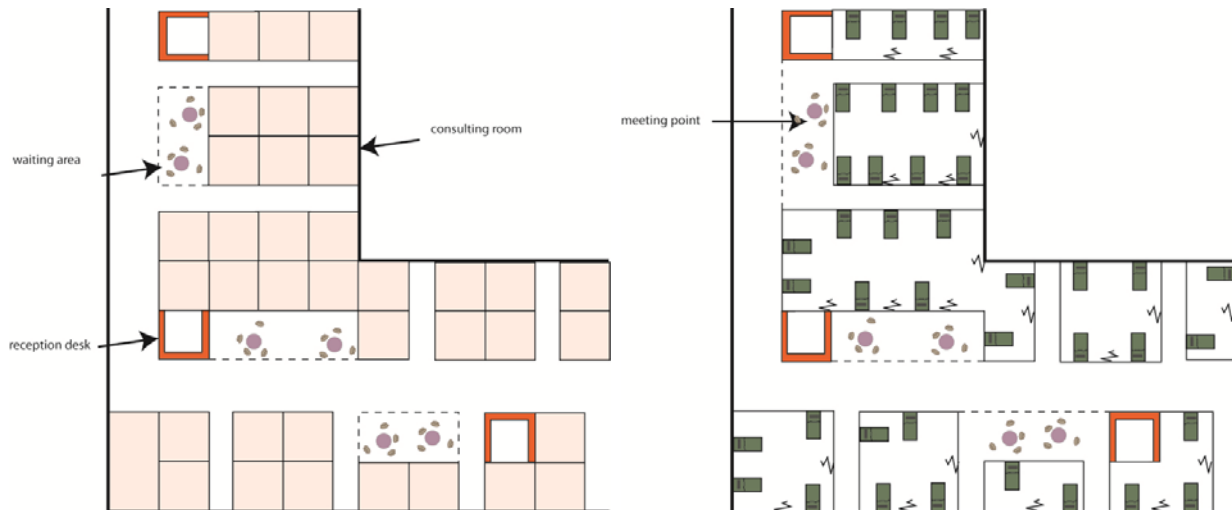 consulting room
waiting area
reception desk
meeting point